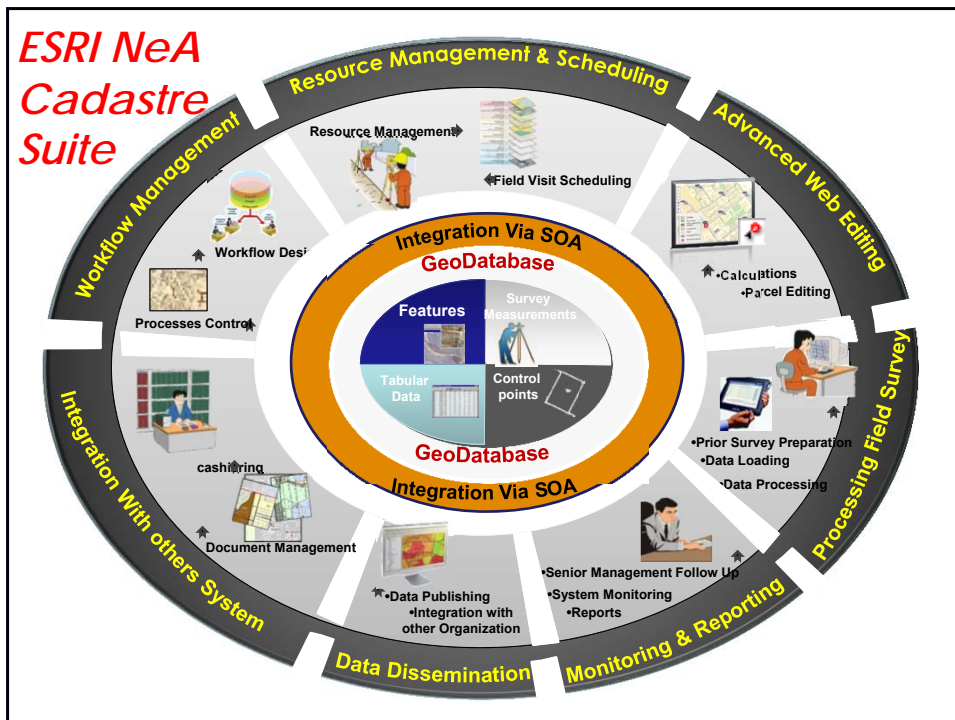 ESRI NeA
Cadastre
Suite
Resource Management & Scheduling
Resource Management
Field Visit Scheduling
Advanced Web Editing
•Calculations
•Parcel Editing
Processing Field Survey
•Prior Survey Preparation
•Data Loading
•Data Processing
Monitoring & Reporting
•Senior Management Follow Up
•System Monitoring
•Reports
Data Dissemination
•Data Publishing
•Integration with
other Organization
Integration With others System
cashiring
Document Management
Workflow Management
Workflow Desi
Processes Control
Integration Via SOA
GeoDatabase
Features
Survey
Measurements
Tabular
Data
Control
points
GeoDatabase
Integration Via SOA